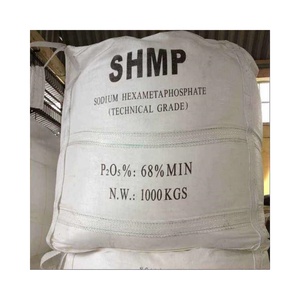 SHMP
SODIUM HEXAMETAPHOSPHATE
(TECHNICAL GRADE)
P₂O₅%: 68%MIN
N.W.: 1000KGS